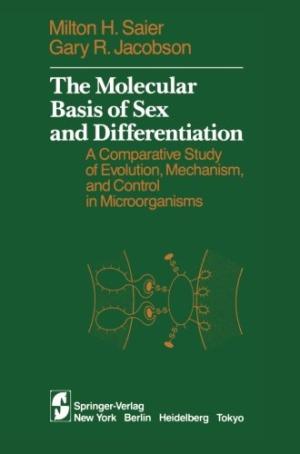 Milton H. Saier
Gary R. Jacobson
The Molecular
Basis of Sex
and Differentiation
A Comparative Study
of Evolution, Mechanism,
and Control
in Microorganisms
Springer-Verlag
New York Berlin Heidelberg Tokyo